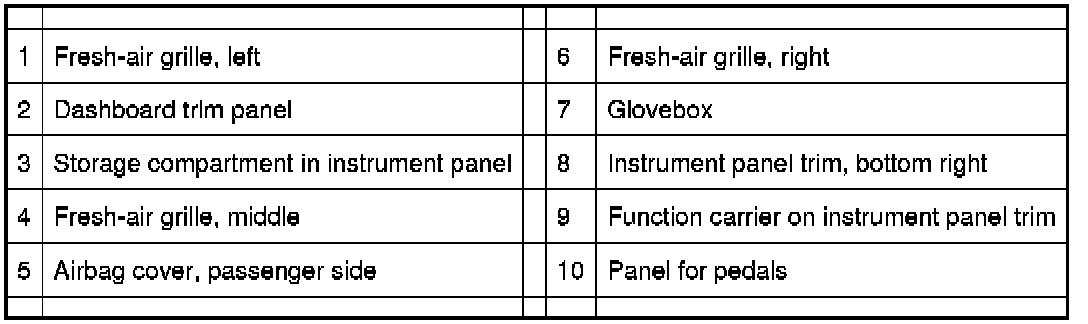 1 Fresh-air grille, left 6 Fresh-air grille, right
2 Dashboard trim panel 7 Glovebox
3 Storage compartment in instrument panel 8 Instrument panel trim, bottom right
4 Fresh-air grille, middle 9 Function carrier on instrument panel trim
5 Airbag cover, passenger side 10 Panel for pedals